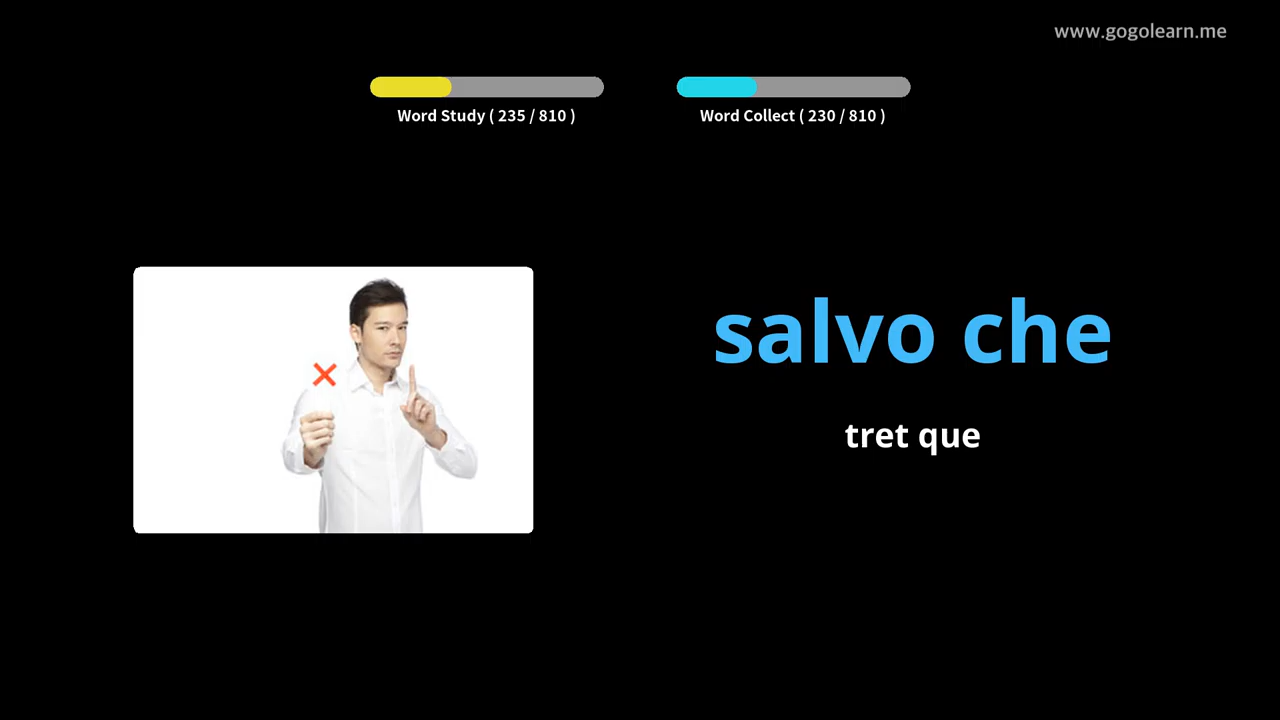 www.gogolearn.me
Word Study ( 235 / 810 )
Word Collect ( 230 / 810 )
salvo che
tret que